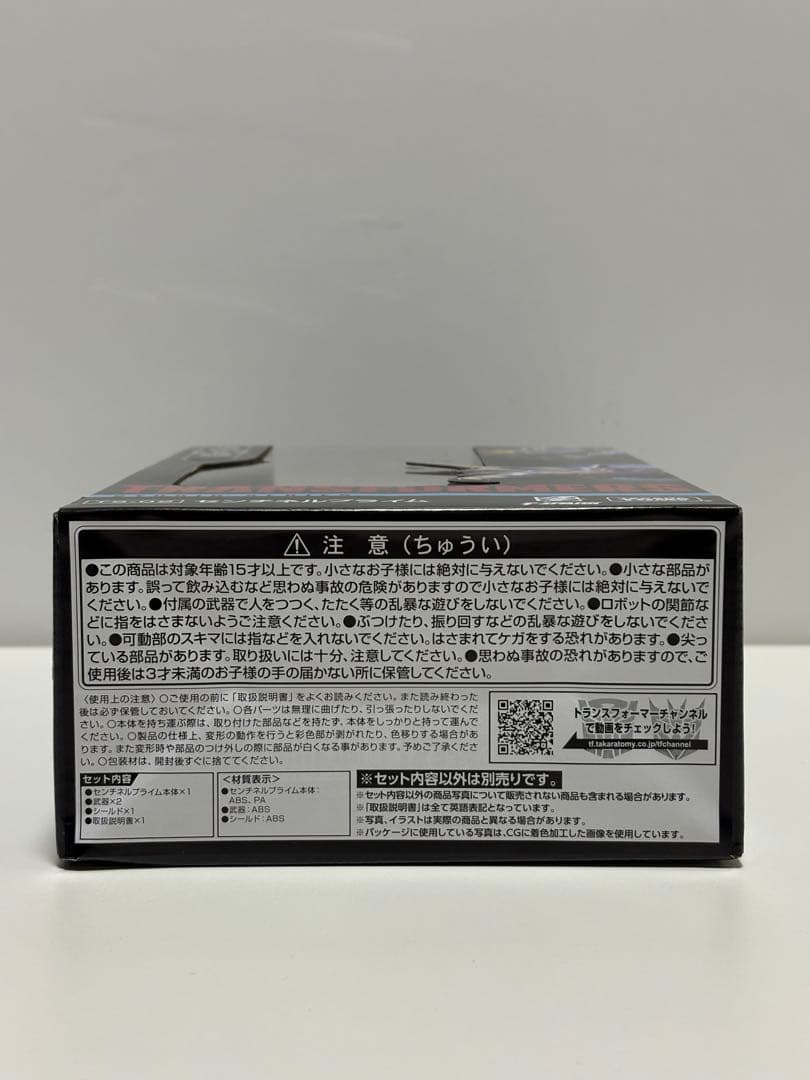 TRANSFORMERS
センチネルプライム
⚠ 注 意（ちゅうい）
●この商品は対象年齢15才以上です。小さなお子様には絶対に与えないでください。●小さな部品が
あります。誤って飲み込むなど思わぬ事故の危険がありますので小さなお子様には絶対に与えないで
ください。●付属の武器で人をつつく、たたく等の乱暴な遊びをしないでください。●ロボットの関節な
どに指をはさまないようご注意ください。●ぶつけたり、振り回すなどの乱暴な遊びをしないでくださ
い。●可動部のスキマには指などを入れないでください。はさまれてケガをする恐れがあります。●尖っ
ている部品があります。取り扱いには十分、注意してください。●思わぬ事故の恐れがありますので、ご
使用後は3才未満のお子様の手の届かない所に保管してください。
〈使用上の注意〉○ご使用の前に「取扱説明書」をよくお読みください。また読み終わった
後は必ず保管しておいてください。○各パーツは無理に曲げたり、引っ張ったりしないでくだ
さい。○本体を持ち運ぶ際は、取り付けた部品などを持たず、本体をしっかりと持って運んで
ください。○製品の仕様上、変形の動作を行うと彩色部が剥がれたり、色移りする場合があ
ります。また変形時や部品のつけ外しの際に部品が白くなる事があります。予めご了承くださ
い。○包装材は、開封後すぐに捨ててください。
トランスフォーマーチャンネル
で動画をチェックしよう!
tf.takaratomy.co.jp/tfchannel
セット内容
●センチネルプライム本体×1
●武器×2
●シールド×1
●取扱説明書×1
＜材質表示＞
●センチネルプライム本体：
ABS、PA
●武器：ABS
●シールド：ABS
※セット内容以外は別売りです。
※セット内容以外の商品写真について販売されない商品も含まれる場合があります。
※「取扱説明書」は全て英語表記となっています。
※写真、イラストは実際の商品と異なる場合があります。
※パッケージに使用している写真は、CGに着色加工した画像を使用しています。